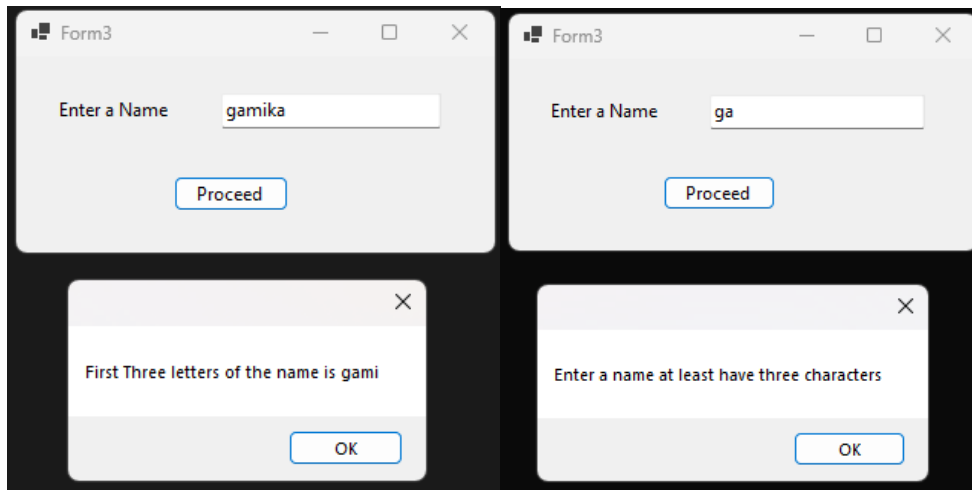 Form3
Enter a Name gamika
Proceed
First Three letters of the name is gami
OK
Form3
Enter a Name ga
Proceed
Enter a name at least have three characters
OK